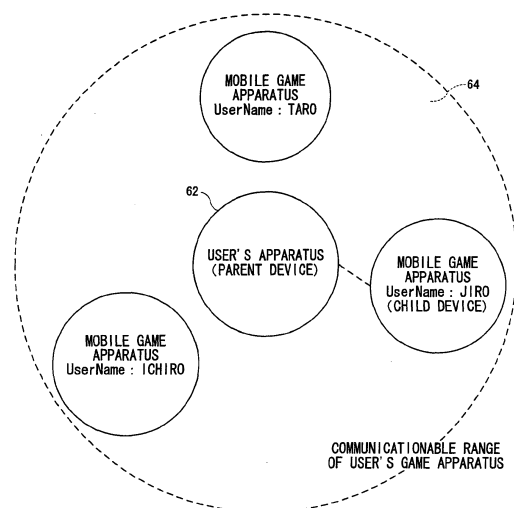 MOBILE GAME
APPARATUS
UserName : TARO
64
62
USER'S APPARATUS
(PARENT DEVICE)
MOBILE GAME
APPARATUS
UserName : JIRO
(CHILD DEVICE)
MOBILE GAME
APPARATUS
UserName : ICHIRO
COMMUNICATIONABLE RANGE
OF USER'S GAME APPARATUS